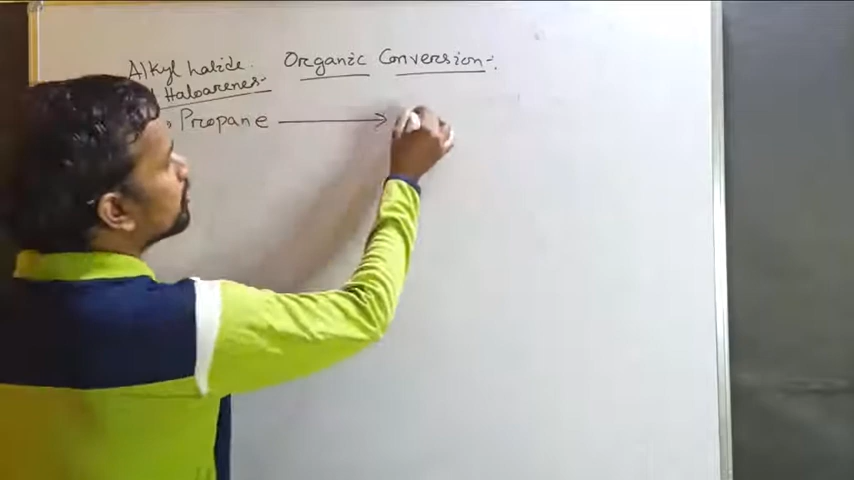 Alkyl halide. Organic Conversion:-
Haloarenes:-
Propane →